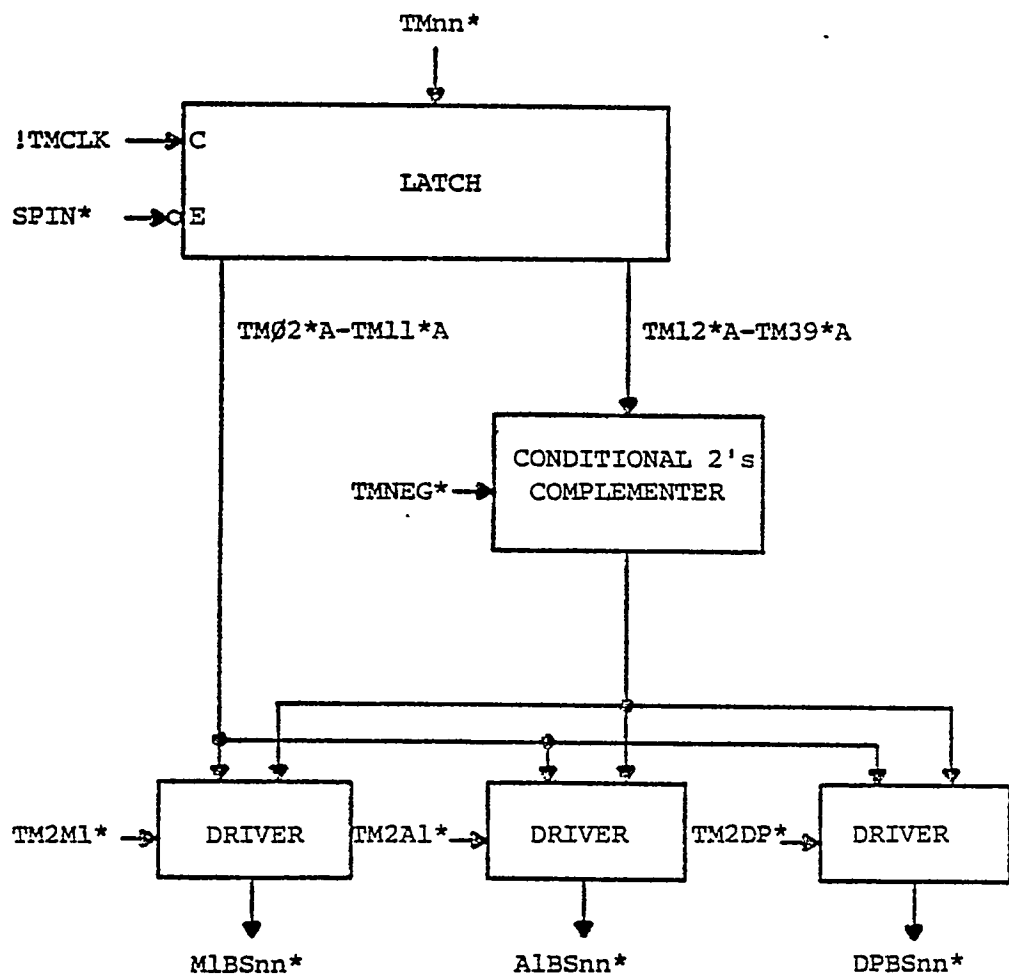 TMnn*
!TMCLK
C
LATCH
SPIN*
E
TMØ2*A-TM11*A
TM12*A-TM39*A
CONDITIONAL 2's
COMPLEMENTER
TMNEG*
TM2M1*
DRIVER
TM2A1*
DRIVER
TM2DP*
DRIVER
M1BSnn*
A1BSnn*
DPBSnn*